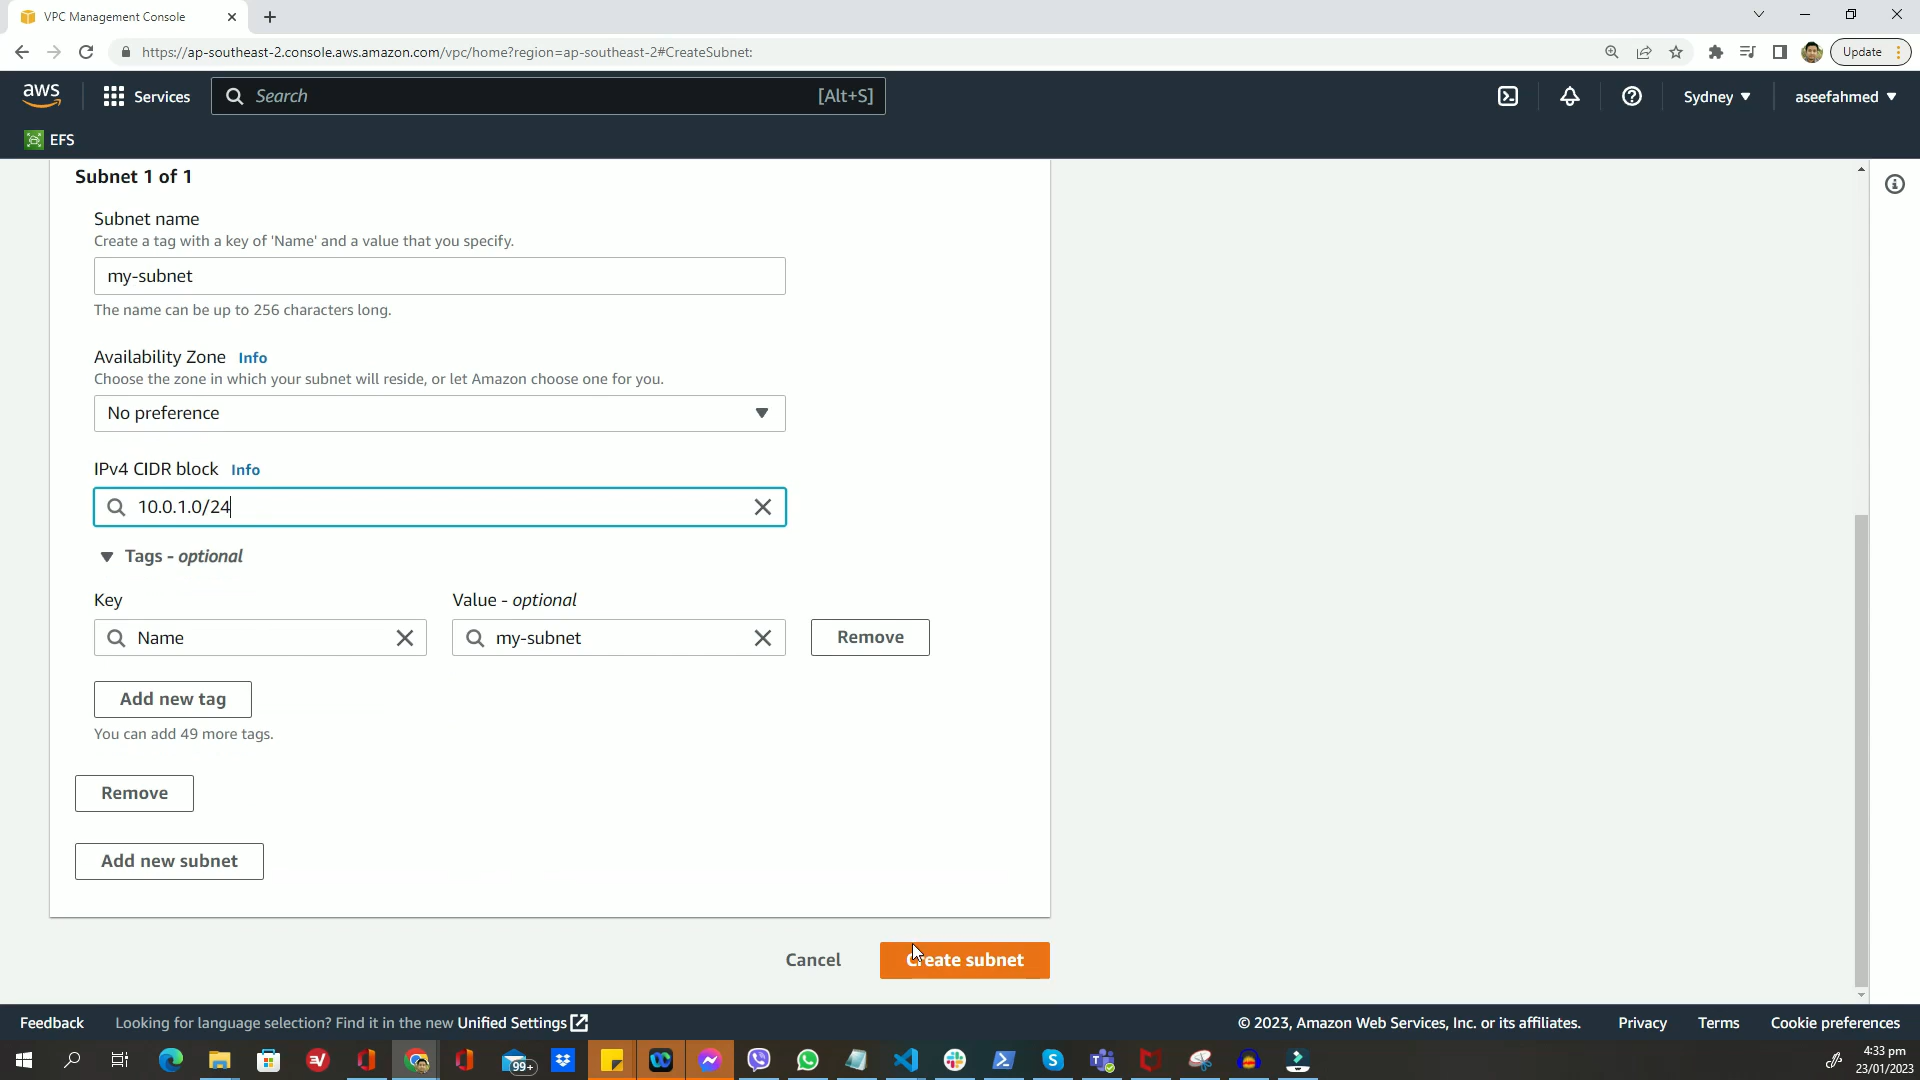 VPC Management Console
https://ap-southeast-2.console.aws.amazon.com/vpc/home?region=ap-southeast-2#CreateSubnet:
Update
aws
Services
Search
[Alt+S]
Sydney
aseefahmed
EFS
Subnet 1 of 1
Subnet name
Create a tag with a key of 'Name' and a value that you specify.
my-subnet
The name can be up to 256 characters long.
Availability Zone Info
Choose the zone in which your subnet will reside, or let Amazon choose one for you.
No preference
IPv4 CIDR block Info
10.0.1.0/24
Tags - optional
Key
Value - optional
Name
my-subnet
Remove
Add new tag
You can add 49 more tags.
Remove
Add new subnet
Cancel
Create subnet
Feedback
Looking for language selection? Find it in the new Unified Settings
© 2023, Amazon Web Services, Inc. or its affiliates.
Privacy
Terms
Cookie preferences
99+
4:33 pm
23/01/2023